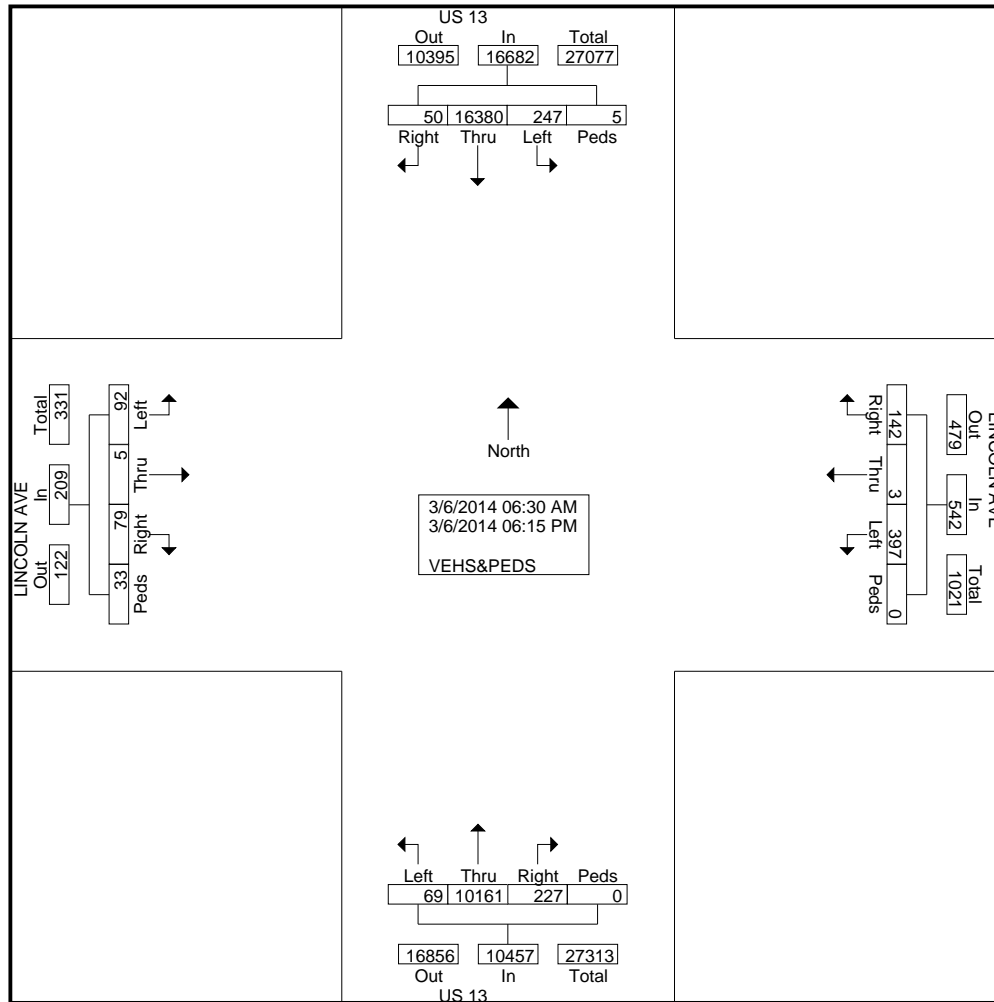 US 13
Out In Total
10395 16682 27077
50 16380 247 5
Right Thru Left Peds
LINCOLN AVE
Total In Out
331 209 122
92 5 79 33
Left Thru Right Peds
North
3/6/2014 06:30 AM
3/6/2014 06:15 PM
VEHS&PEDS
Right Thru Left Peds
142 3 397 0
Out In Total
479 542 1021
LINCOLN AVE
Left Thru Right Peds
69 10161 227 0
16856 10457 27313
Out In Total
US 13